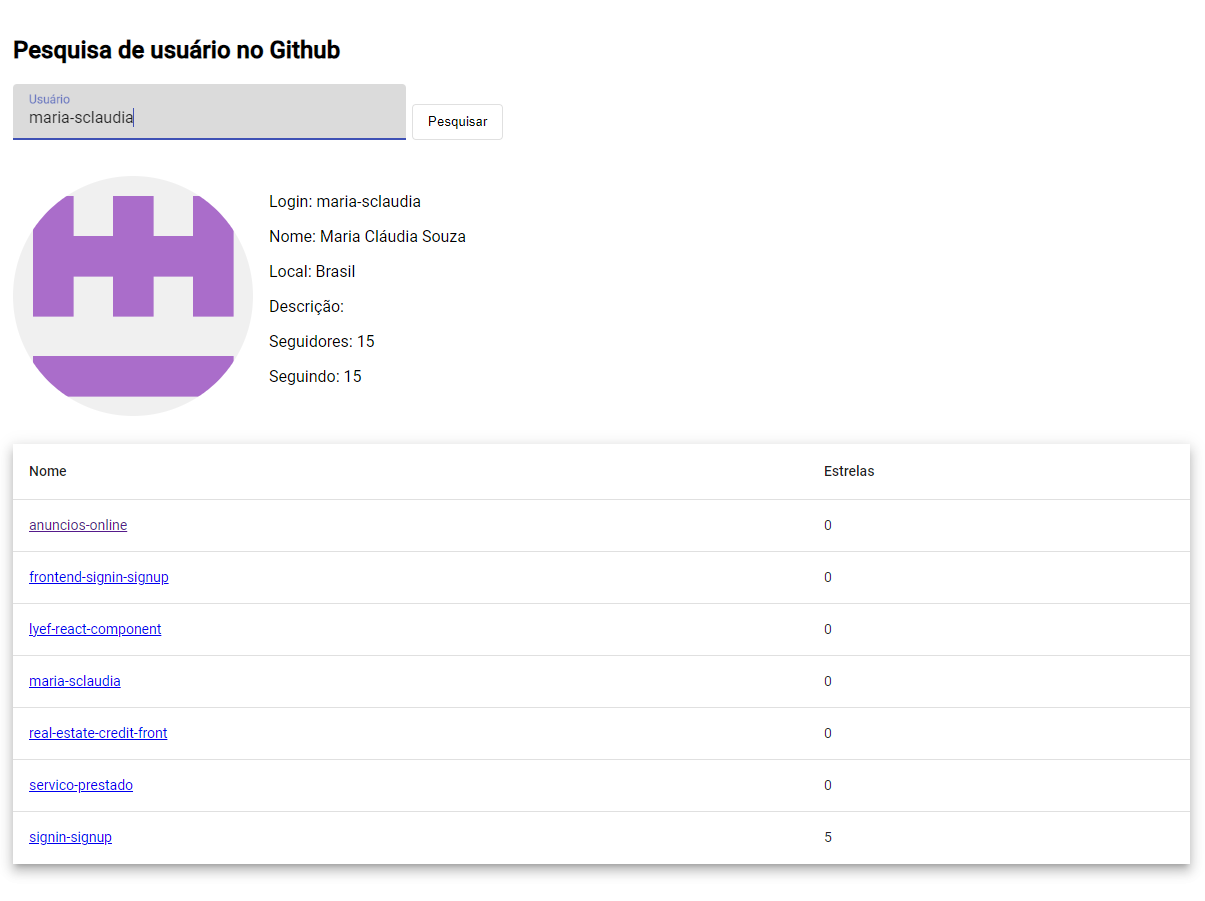 Pesquisa de usuário no Github
Usuário
maria-sclaudia
Pesquisar
Login: maria-sclaudia
Nome: Maria Cláudia Souza
Local: Brasil
Descrição:
Seguidores: 15
Seguindo: 15
Nome Estrelas
anuncios-online 0
frontend-signin-signup 0
lyef-react-component 0
maria-sclaudia 0
real-estate-credit-front 0
servico-prestado 0
signin-signup 5